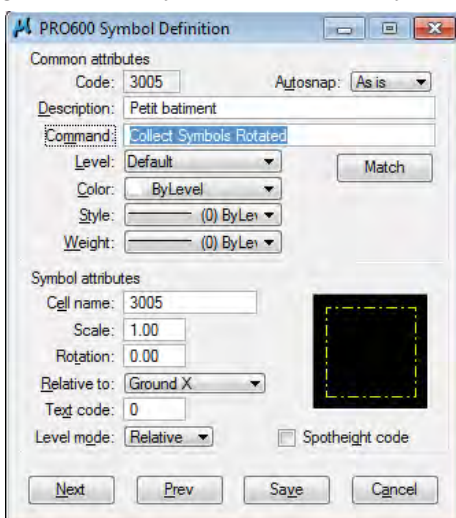 PRO600 Symbol Definition
Common attributes
Code: 3005 Autosnap: As is
Description: Petit batiment
Command: Collect Symbols Rotated
Level: Default Match
Color: ByLevel
Style: (0) ByLev
Weight: (0) ByLev
Symbol attributes
Cell name: 3005
Scale: 1.00
Rotation: 0.00
Relative to: Ground X
Text code: 0
Level mode: Relative Spotheight code
Next Prev Save Cancel